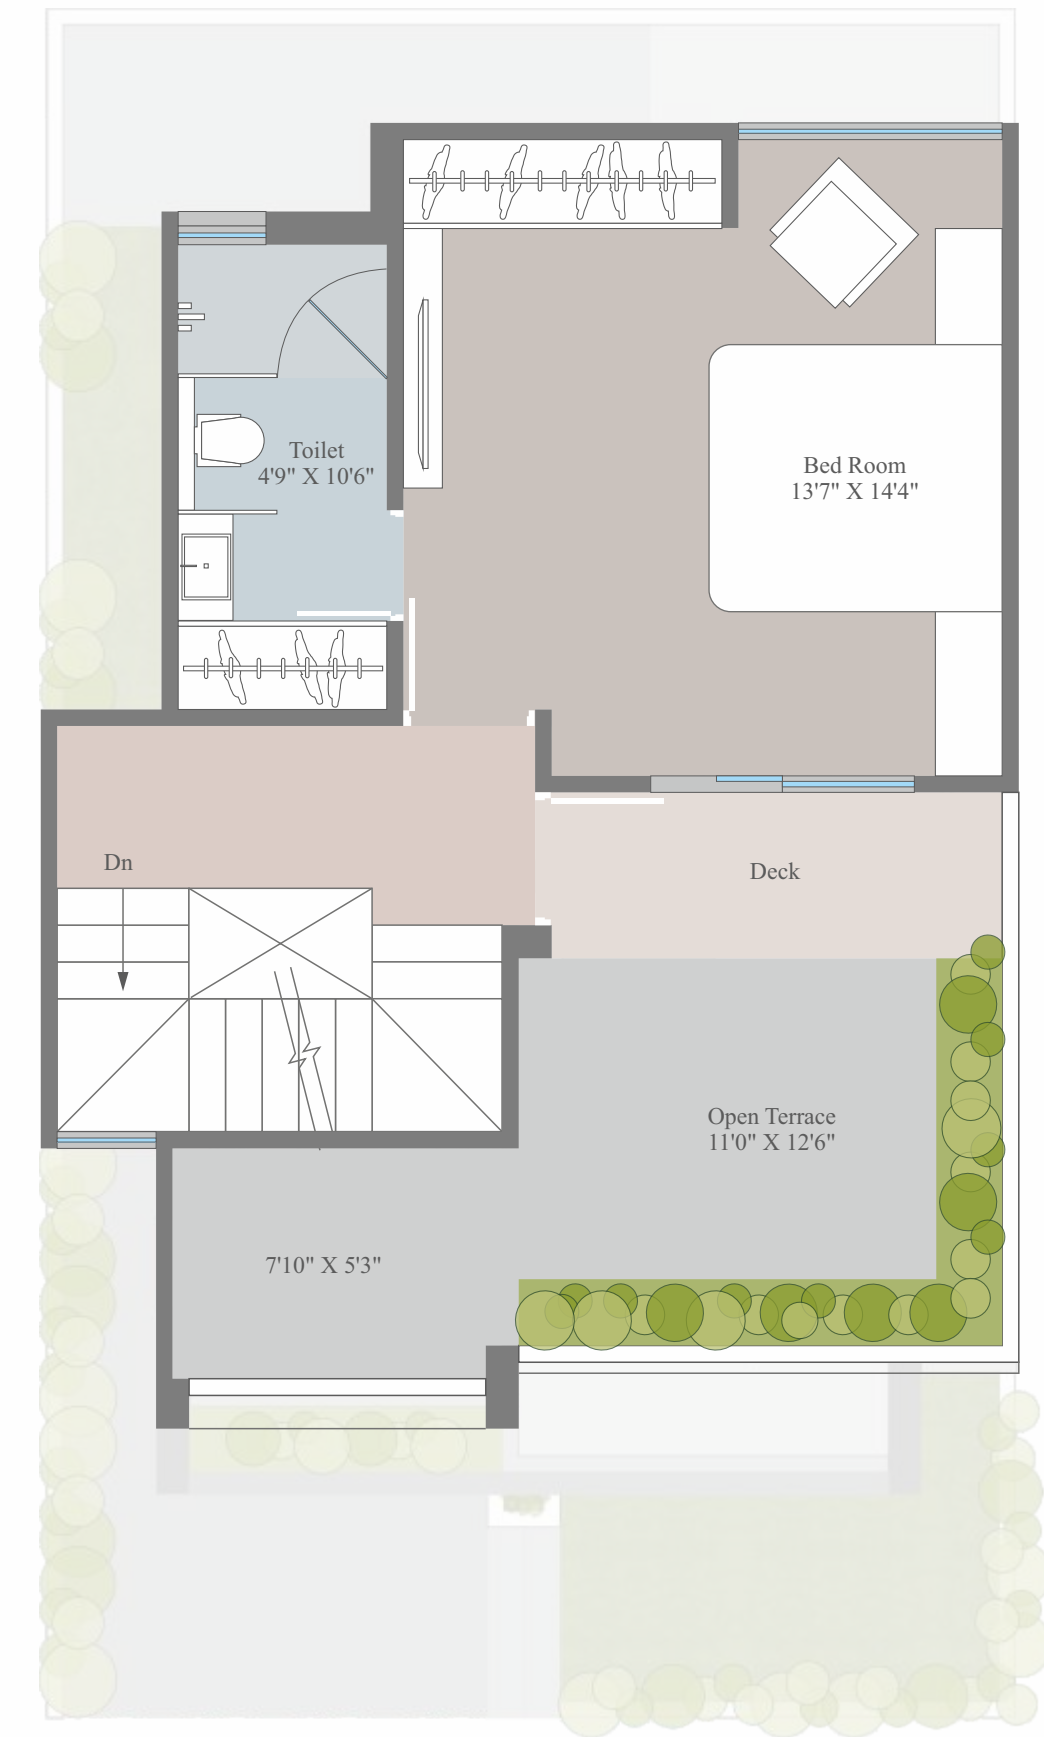 Toilet
4'9" X 10'6"
Bed Room
13'7" X 14'4"
Dn
Deck
Open Terrace
11'0" X 12'6"
7'10" X 5'3"